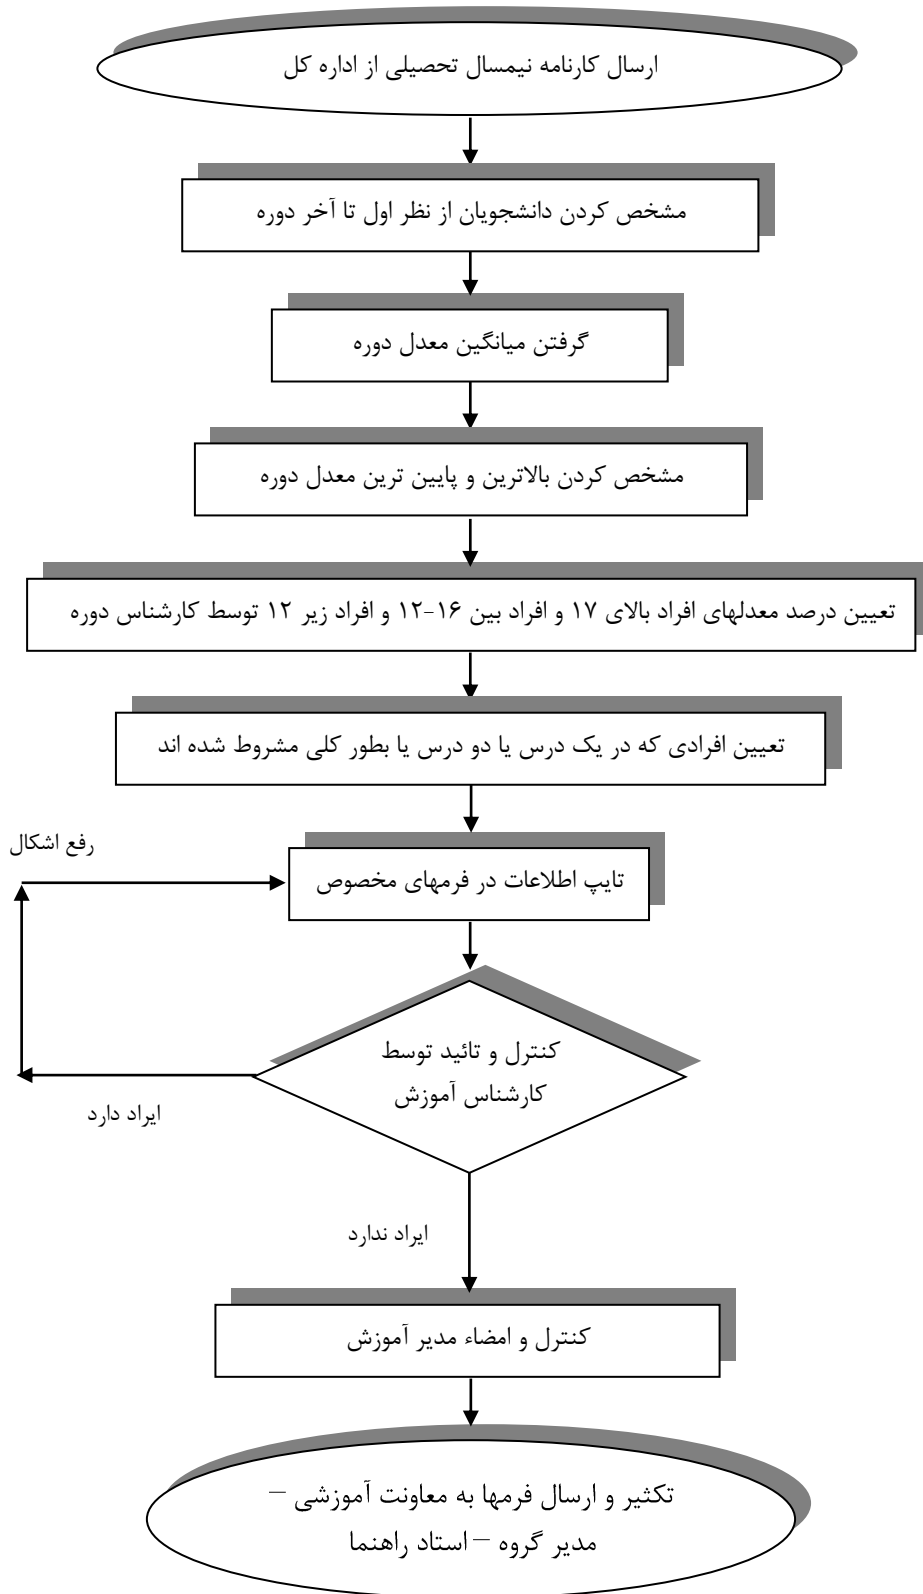 ارسال کارنامه نیمسال تحصیلی از اداره کل
مشخص کردن دانشجویان از نظر اول تا آخر دوره
گرفتن میانگین معدل دوره
مشخص کردن بالاترین و پایین ترین معدل دوره
تعیین درصد معدلهای افراد بالای ۱۷ و افراد بین ۱۶-۱۲ و افراد زیر ۱۲ توسط کارشناس دوره
تعیین افرادی که در یک درس یا دو درس یا بطور کلی مشروط شده اند
رفع اشکال
تایپ اطلاعات در فرمهای مخصوص
کنترل و تائید توسط
کارشناس آموزش
ایراد دارد
ایراد ندارد
کنترل و امضاء مدیر آموزش
تکثیر و ارسال فرمها به معاونت آموزشی –
مدیر گروه – استاد راهنما